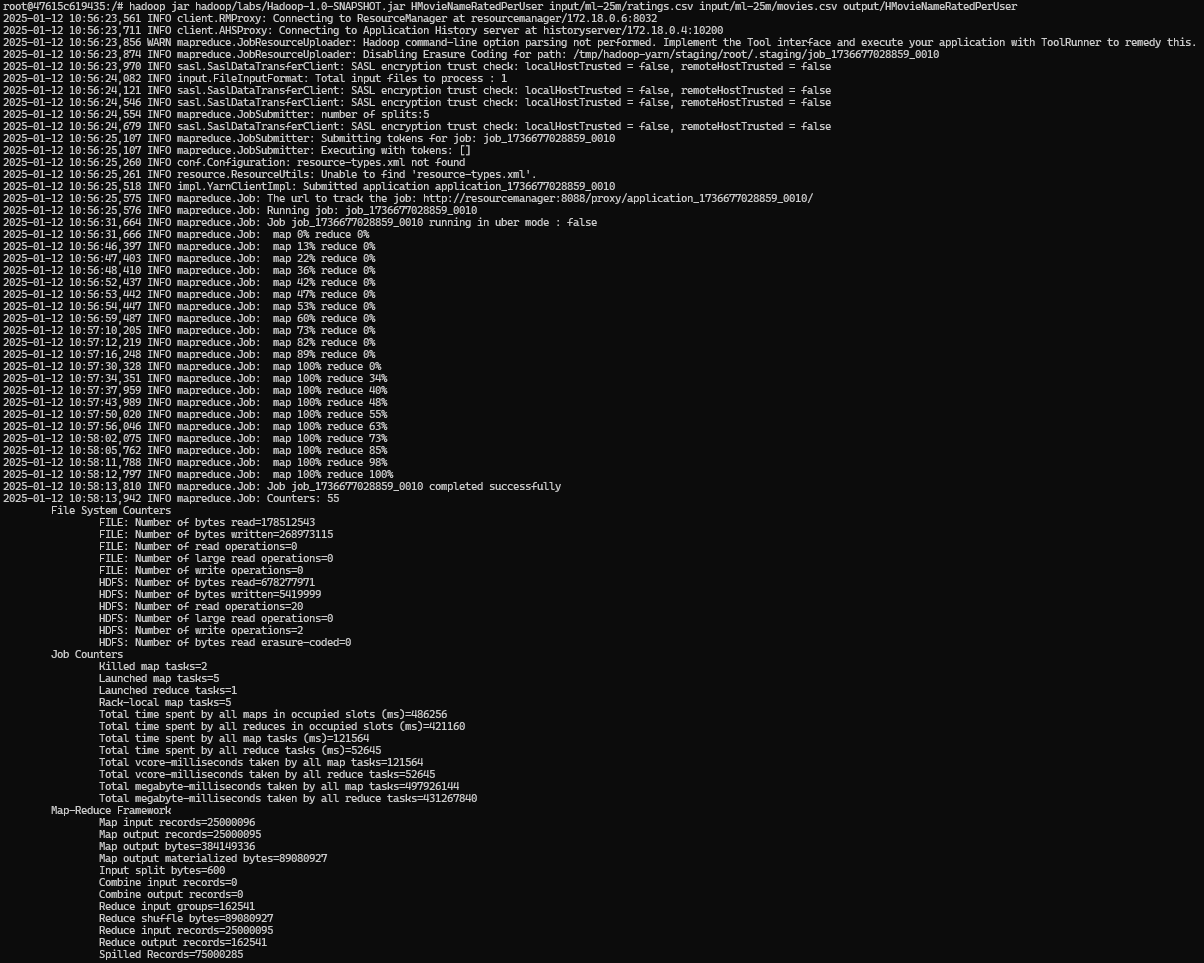 root@47615c619435:/# hadoop jar hadoop/labs/Hadoop-1.0-SNAPSHOT.jar HMovieNameRatedPerUser input/ml-25m/ratings.csv input/ml-25m/movies.csv output/HMovieNameRatedPerUser
2025-01-12 10:56:23,561 INFO client.RMProxy: Connecting to ResourceManager at resourcemanager/172.18.0.6:8032
2025-01-12 10:56:23,711 INFO client.AHSProxy: Connecting to Application History server at historyserver/172.18.0.4:10200
2025-01-12 10:56:23,856 WARN mapreduce.JobResourceUploader: Hadoop command-line option parsing not performed. Implement the Tool interface and execute your application with ToolRunner to remedy this.
2025-01-12 10:56:23,874 INFO mapreduce.JobResourceUploader: Disabling Erasure Coding for path: /tmp/hadoop-yarn/staging/root/.staging/job_1736677028859_0010
2025-01-12 10:56:23,970 INFO sasl.SaslDataTransferClient: SASL encryption trust check: localHostTrusted = false, remoteHostTrusted = false
2025-01-12 10:56:24,082 INFO input.FileInputFormat: Total input files to process : 1
2025-01-12 10:56:24,121 INFO sasl.SaslDataTransferClient: SASL encryption trust check: localHostTrusted = false, remoteHostTrusted = false
2025-01-12 10:56:24,546 INFO sasl.SaslDataTransferClient: SASL encryption trust check: localHostTrusted = false, remoteHostTrusted = false
2025-01-12 10:56:24,554 INFO mapreduce.JobSubmitter: number of splits:5
2025-01-12 10:56:24,679 INFO sasl.SaslDataTransferClient: SASL encryption trust check: localHostTrusted = false, remoteHostTrusted = false
2025-01-12 10:56:25,107 INFO mapreduce.JobSubmitter: Submitting tokens for job: job_1736677028859_0010
2025-01-12 10:56:25,107 INFO mapreduce.JobSubmitter: Executing with tokens: []
2025-01-12 10:56:25,260 INFO conf.Configuration: resource-types.xml not found
2025-01-12 10:56:25,261 INFO resource.ResourceUtils: Unable to find 'resource-types.xml'.
2025-01-12 10:56:25,518 INFO impl.YarnClientImpl: Submitted application application_1736677028859_0010
2025-01-12 10:56:25,575 INFO mapreduce.Job: The url to track the job: http://resourcemanager:8088/proxy/application_1736677028859_0010/
2025-01-12 10:56:25,576 INFO mapreduce.Job: Running job: job_1736677028859_0010
2025-01-12 10:56:31,664 INFO mapreduce.Job: Job job_1736677028859_0010 running in uber mode : false
2025-01-12 10:56:31,666 INFO mapreduce.Job:  map 0% reduce 0%
2025-01-12 10:56:46,397 INFO mapreduce.Job:  map 13% reduce 0%
2025-01-12 10:56:47,403 INFO mapreduce.Job:  map 22% reduce 0%
2025-01-12 10:56:48,410 INFO mapreduce.Job:  map 36% reduce 0%
2025-01-12 10:56:52,437 INFO mapreduce.Job:  map 42% reduce 0%
2025-01-12 10:56:53,442 INFO mapreduce.Job:  map 47% reduce 0%
2025-01-12 10:56:54,447 INFO mapreduce.Job:  map 53% reduce 0%
2025-01-12 10:56:59,487 INFO mapreduce.Job:  map 60% reduce 0%
2025-01-12 10:57:10,205 INFO mapreduce.Job:  map 73% reduce 0%
2025-01-12 10:57:12,219 INFO mapreduce.Job:  map 82% reduce 0%
2025-01-12 10:57:16,248 INFO mapreduce.Job:  map 89% reduce 0%
2025-01-12 10:57:30,328 INFO mapreduce.Job:  map 100% reduce 0%
2025-01-12 10:57:34,351 INFO mapreduce.Job:  map 100% reduce 34%
2025-01-12 10:57:37,959 INFO mapreduce.Job:  map 100% reduce 40%
2025-01-12 10:57:43,989 INFO mapreduce.Job:  map 100% reduce 48%
2025-01-12 10:57:50,020 INFO mapreduce.Job:  map 100% reduce 55%
2025-01-12 10:57:56,046 INFO mapreduce.Job:  map 100% reduce 63%
2025-01-12 10:58:02,075 INFO mapreduce.Job:  map 100% reduce 73%
2025-01-12 10:58:05,762 INFO mapreduce.Job:  map 100% reduce 85%
2025-01-12 10:58:11,788 INFO mapreduce.Job:  map 100% reduce 98%
2025-01-12 10:58:12,797 INFO mapreduce.Job:  map 100% reduce 100%
2025-01-12 10:58:13,810 INFO mapreduce.Job: Job job_1736677028859_0010 completed successfully
2025-01-12 10:58:13,942 INFO mapreduce.Job: Counters: 55
File System Counters
FILE: Number of bytes read=178512543
FILE: Number of bytes written=268973115
FILE: Number of read operations=0
FILE: Number of large read operations=0
FILE: Number of write operations=0
HDFS: Number of bytes read=678277971
HDFS: Number of bytes written=5419999
HDFS: Number of read operations=20
HDFS: Number of large read operations=0
HDFS: Number of write operations=2
HDFS: Number of bytes read erasure-coded=0
Job Counters
Killed map tasks=2
Launched map tasks=5
Launched reduce tasks=1
Rack-local map tasks=5
Total time spent by all maps in occupied slots (ms)=486256
Total time spent by all reduces in occupied slots (ms)=421160
Total time spent by all map tasks (ms)=121564
Total time spent by all reduce tasks (ms)=52645
Total vcore-milliseconds taken by all map tasks=121564
Total vcore-milliseconds taken by all reduce tasks=52645
Total megabyte-milliseconds taken by all map tasks=497926144
Total megabyte-milliseconds taken by all reduce tasks=431267840
Map-Reduce Framework
Map input records=25000096
Map output records=25000095
Map output bytes=384149336
Map output materialized bytes=89080927
Input split bytes=600
Combine input records=0
Combine output records=0
Reduce input groups=162541
Reduce shuffle bytes=89080927
Reduce input records=25000095
Reduce output records=162541
Spilled Records=75000285